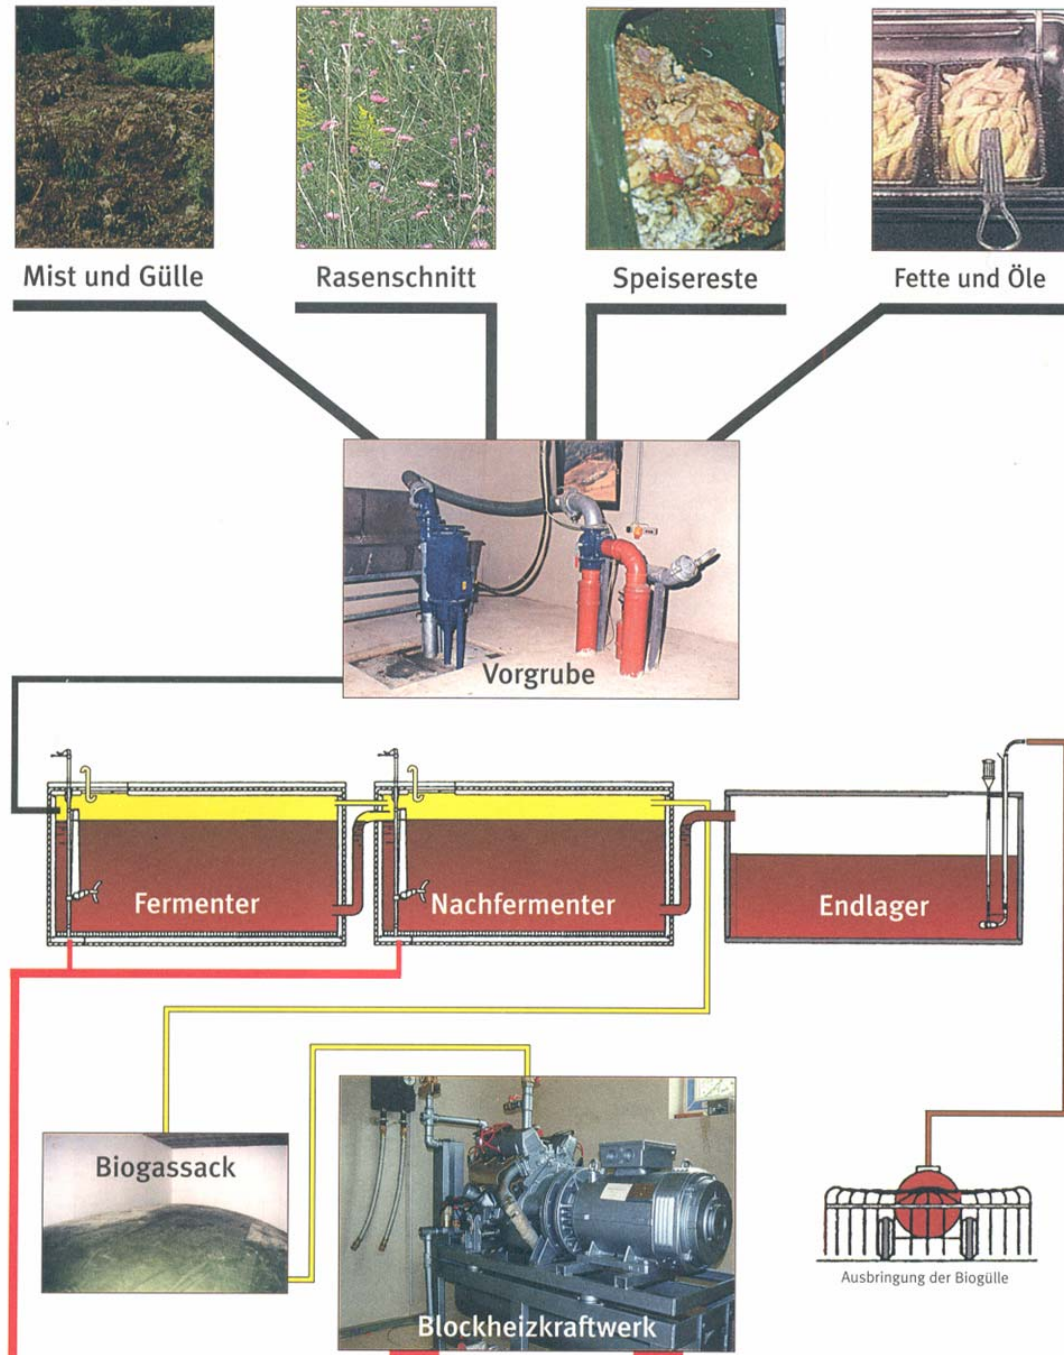 Mist und Gülle
Rasenschnitt
Speisereste
Fette und Öle
Vorgrube
Fermenter
Nachfermenter
Endlager
Biogassack
Blockheizkraftwerk
Ausbringung der Biogülle